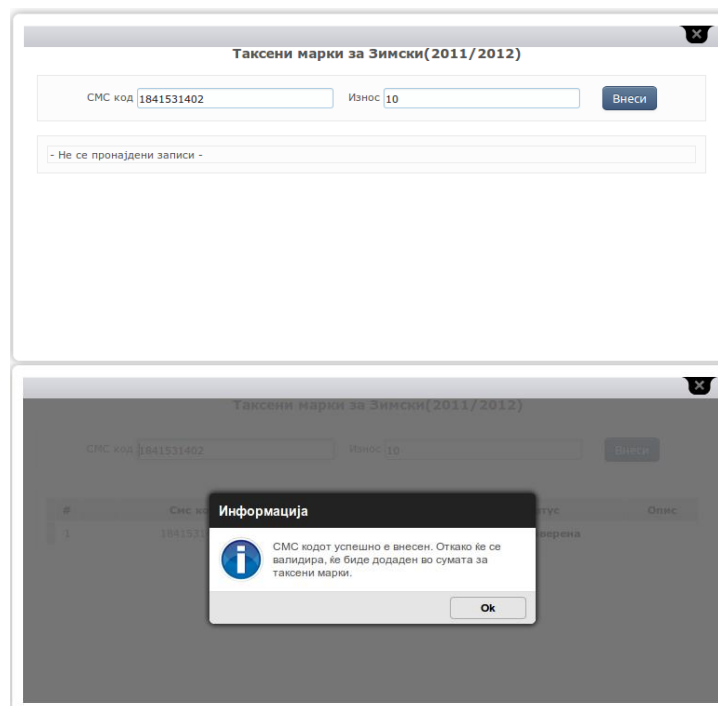 Таксени марки за Зимски(2011/2012)
СМС код 1841531402 Износ 10 Внеси
- Не се пронајдени записи -
Таксени марки за Зимски(2011/2012)
СМС код 1841531402 Износ 10 Внеси
# Смс Опис
1
Информација
СМС кодот успешно е внесен. Откако ќе се
валидира, ќе биде додаден во сумата за
таксени марки.
Ok